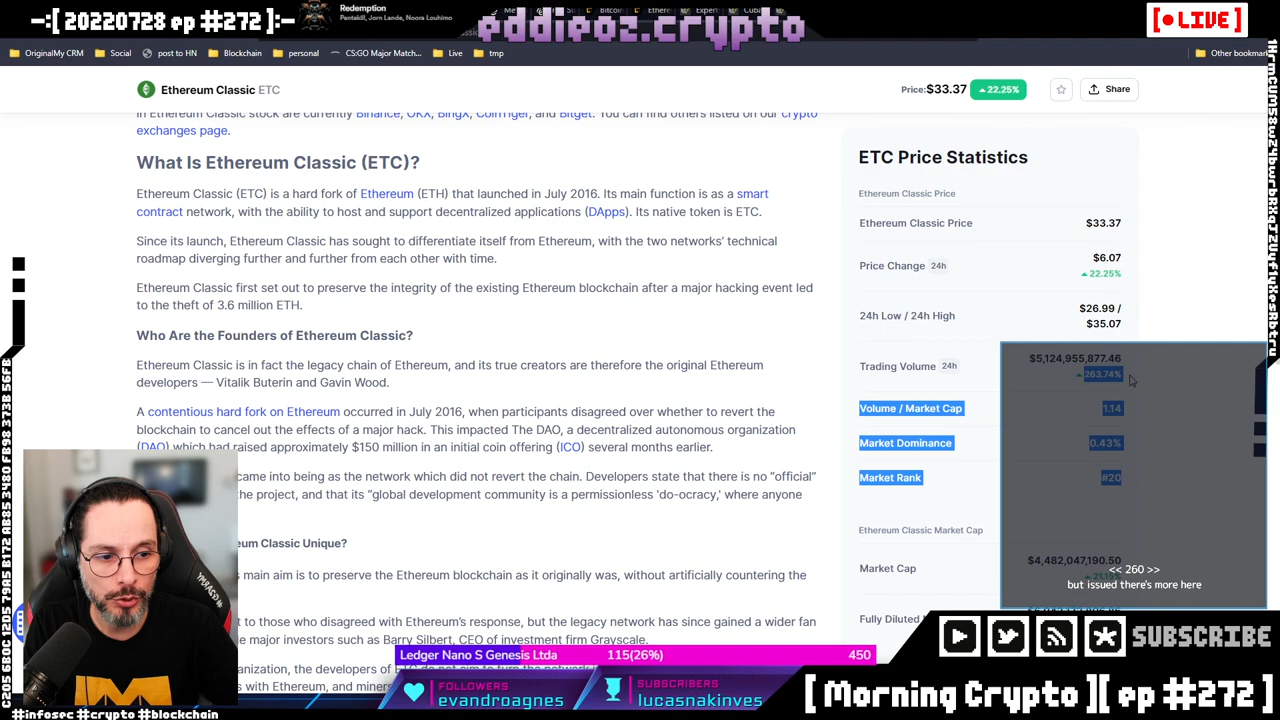 -:[ 20220728 ep #272 ]:-
Redemption
Pentakill, Jorn Lande, Noora Louhimo
eddieoz.crypto
[ LIVE ]
OriginalMy CRM
Social
post to HN
Blockchain
personal
CS:GO Major Match...
Live
tmp
Other bookmar
Ethereum Classic ETC
Price: $33.37
22.25%
Share
in Ethereum Classic stock are currently Binance, OKX, BingX, CoinTiger, and Bitget. You can find others listed on our crypto
exchanges page.
What Is Ethereum Classic (ETC)?
Ethereum Classic (ETC) is a hard fork of Ethereum (ETH) that launched in July 2016. Its main function is as a smart
contract network, with the ability to host and support decentralized applications (DApps). Its native token is ETC.
Since its launch, Ethereum Classic has sought to differentiate itself from Ethereum, with the two networks’ technical
roadmap diverging further and further from each other with time.
Ethereum Classic first set out to preserve the integrity of the existing Ethereum blockchain after a major hacking event led
to the theft of 3.6 million ETH.
Who Are the Founders of Ethereum Classic?
Ethereum Classic is in fact the legacy chain of Ethereum, and its true creators are therefore the original Ethereum
developers — Vitalik Buterin and Gavin Wood.
A contentious hard fork on Ethereum occurred in July 2016, when participants disagreed over whether to revert the
blockchain to cancel out the effects of a major hack. This impacted The DAO, a decentralized autonomous organization
(DAO) which had raised approximately $150 million in an initial coin offering (ICO) several months earlier.
came into being as the network which did not revert the chain. Developers state that there is no “official”
the project, and that its “global development community is a permissionless 'do-ocracy,' where anyone
eum Classic Unique?
s main aim is to preserve the Ethereum blockchain as it originally was, without artificially countering the
t to those who disagreed with Ethereum’s response, but the legacy network has since gained a wider fan
e major investors such as Barry Silbert, CEO of investment firm Grayscale.
ETC Price Statistics
Ethereum Classic Price
Ethereum Classic Price
$33.37
Price Change 24h
$6.07
22.25%
24h Low / 24h High
$26.99 /
$35.07
Trading Volume 24h
$5,124,955,877.46
263.74%
Volume / Market Cap
1.14
Market Dominance
0.43%
Market Rank
#20
Ethereum Classic Market Cap
Market Cap
$4,482,047,190.50
Fully Diluted
<< 260 >>
but issued there's more here
Ledger Nano S Genesis Ltda
115(26%)
450
FOLLOWERS
evandroagnes
SUBSCRIBERS
lucasnakinves
SUBSCRIBE
[ Morning Crypto ][ ep #272 ]
#infosec #crypto #blockchain